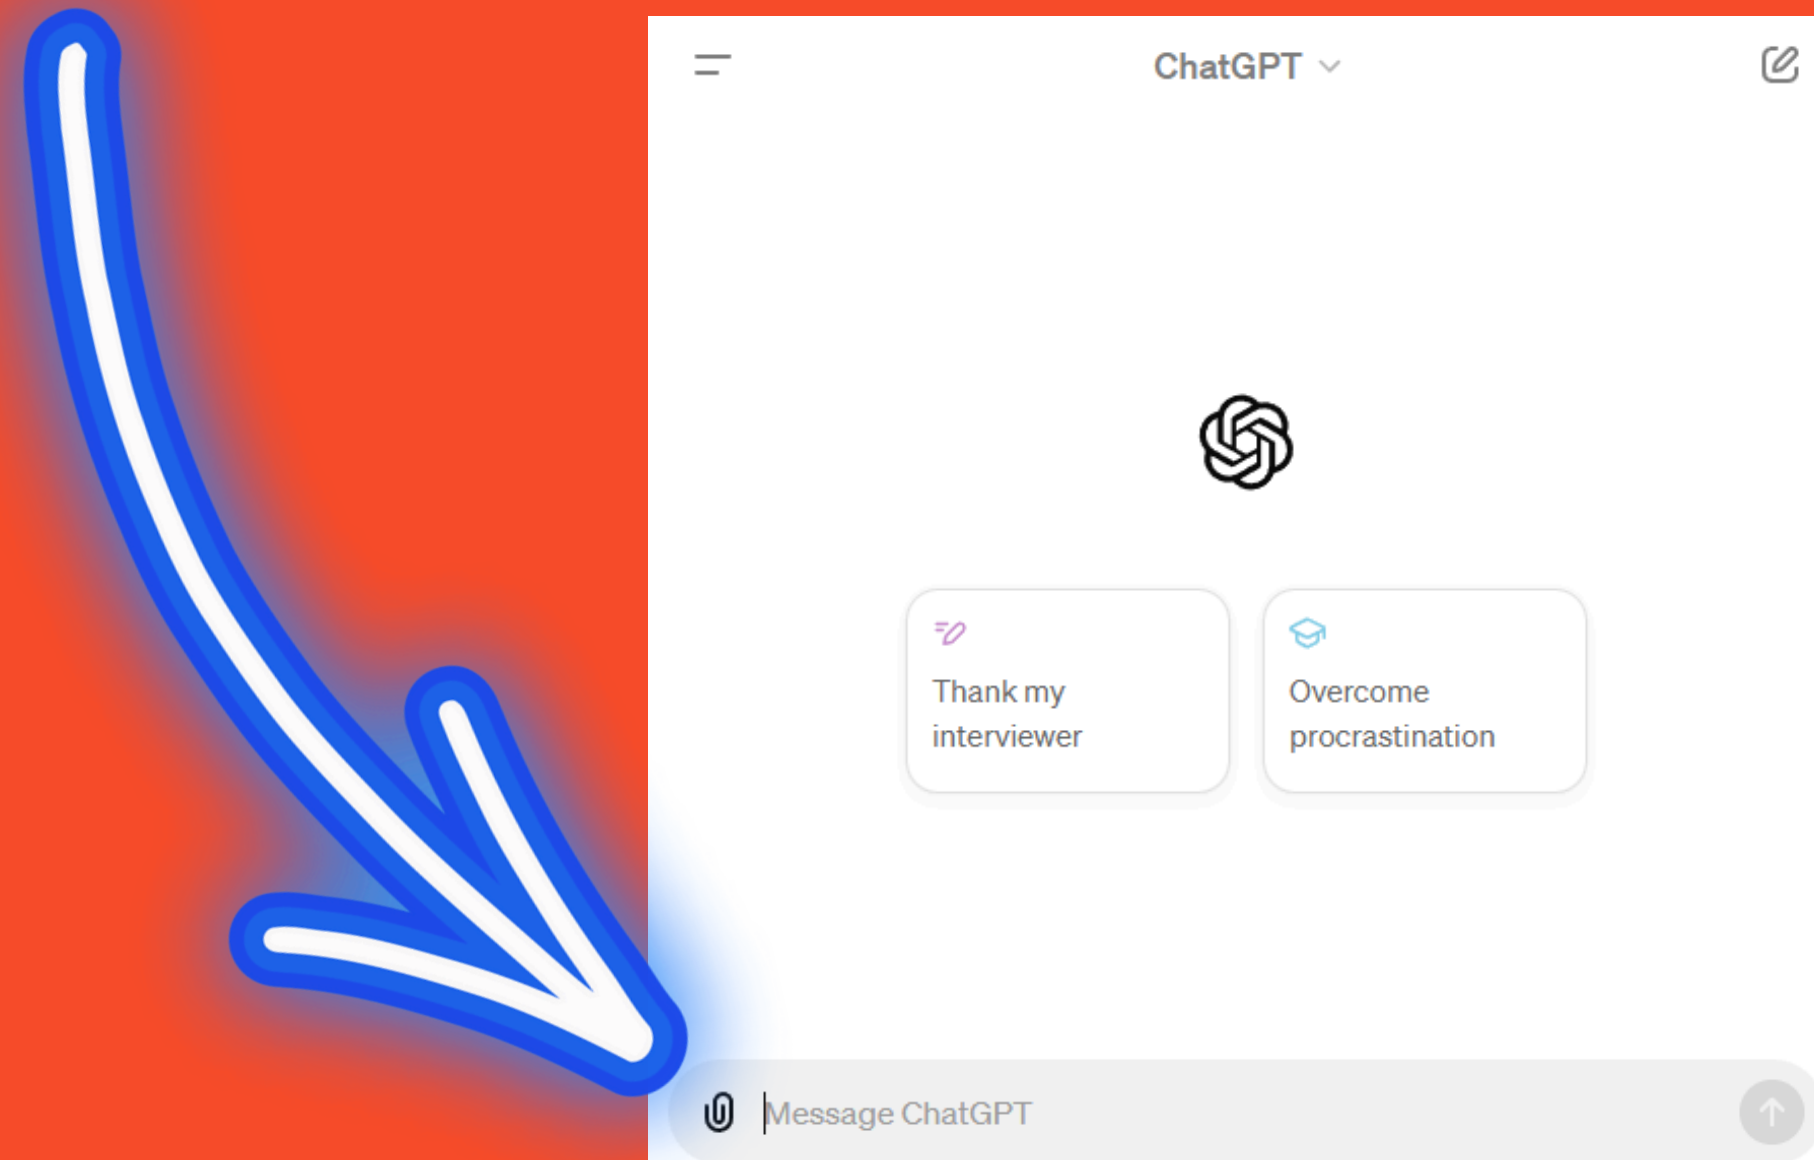 ChatGPT
Thank my
interviewer
Overcome
procrastination
Message ChatGPT